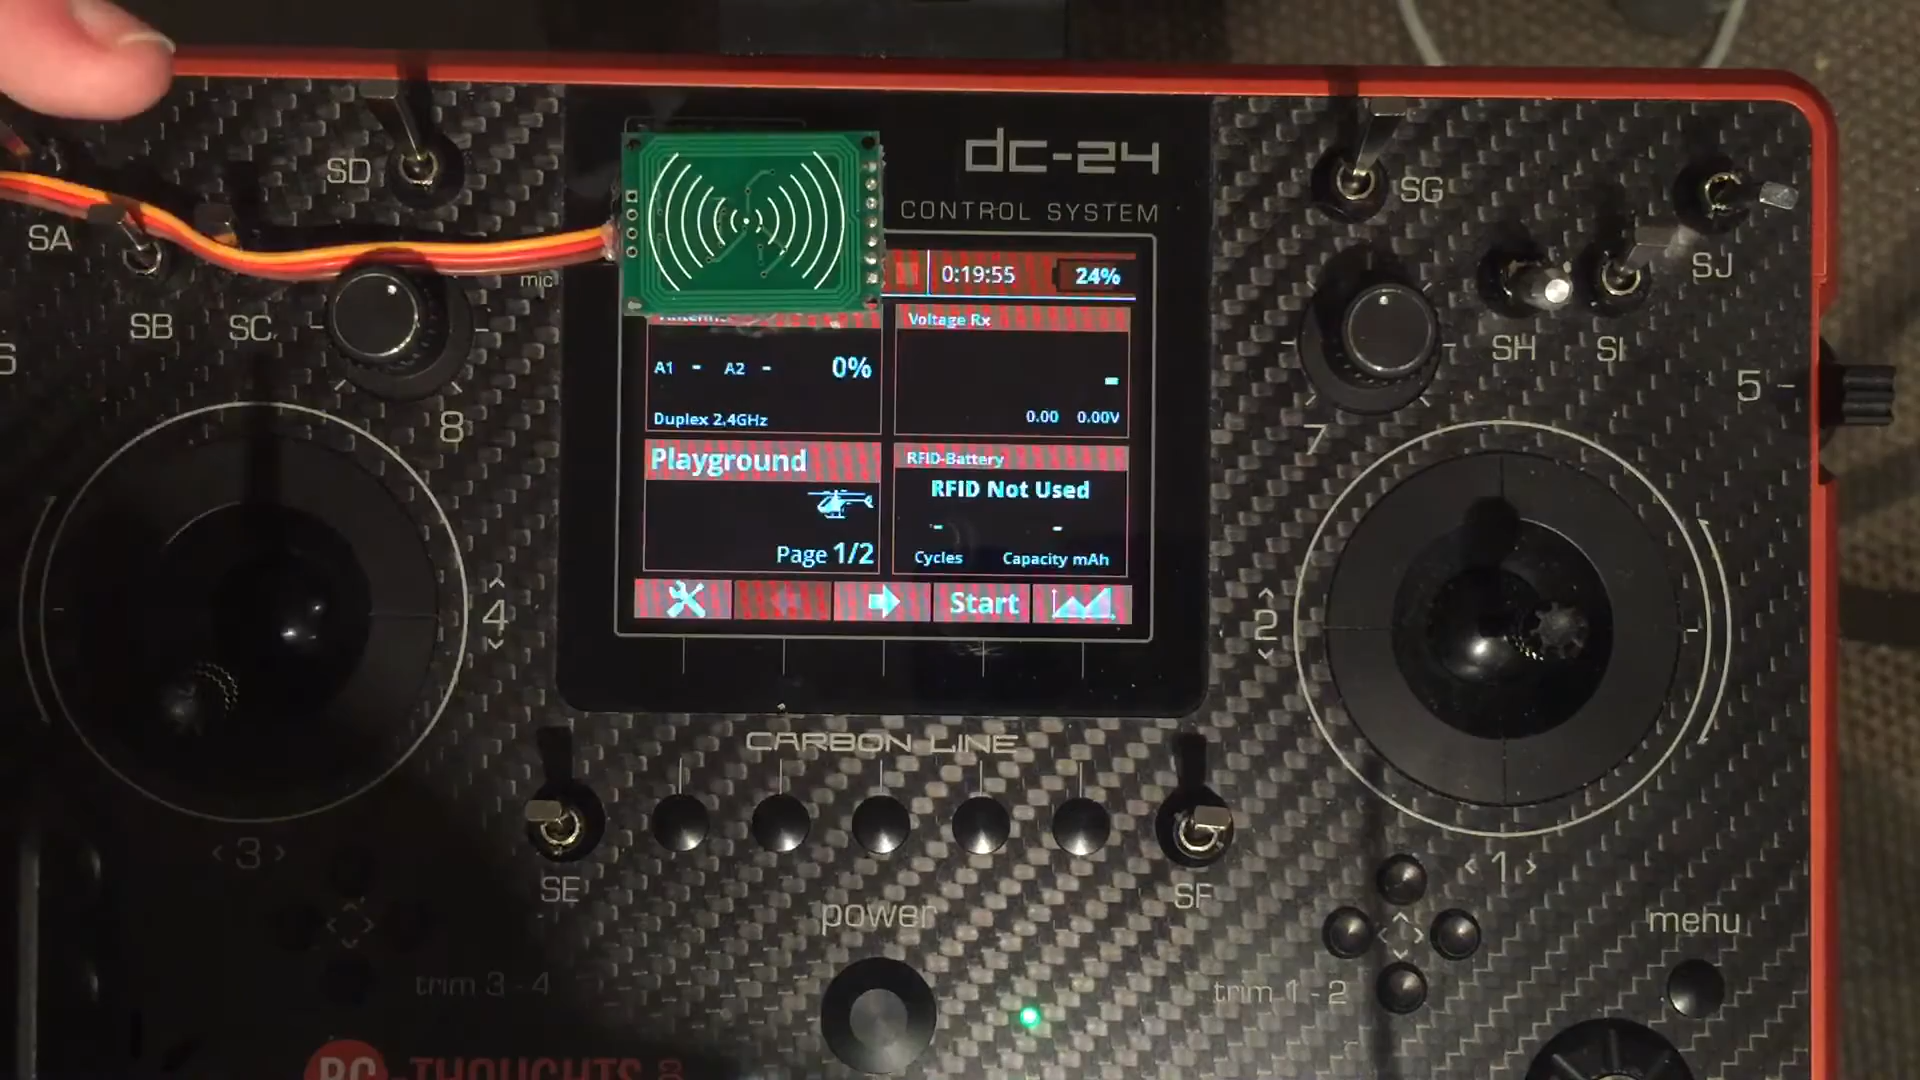 dc-24
CONTROL SYSTEM
SD
SG
SA
SJ
mic
SB
SC
SH
SI
8
7
5
6
0:19:55
24%
Voltage Rx
A1 - A2 - 0%
-
Duplex 2.4GHz
0.00 0.00V
Playground
RFID-Battery
RFID Not Used
- -
Page 1/2
Cycles Capacity mAh
Start
4
2
CARBON LINE
<3>
<1>
SE
SF
power
menu
trim 3 - 4
trim 1 - 2
RC-THOUGHTS